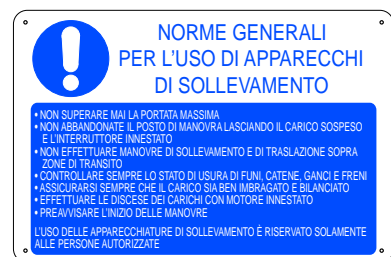 NORME GENERALI
PER L'USO DI APPARECCHI
DI SOLLEVAMENTO
• NON SUPERARE MAI LA PORTATA MASSIMA
• NON ABBANDONATE IL POSTO DI MANOVRA LASCIANDO IL CARICO SOSPESO
E L'INTERRUTTORE INNESTATO
• NON EFFETTUARE MANOVRE DI SOLLEVAMENTO E DI TRASLAZIONE SOPRA
ZONE DI TRANSITO
• CONTROLLARE SEMPRE LO STATO DI USURA DI FUNI, CATENE, GANCI E FRENI
• ASSICURARSI SEMPRE CHE IL CARICO SIA BEN IMBRAGATO E BILANCIATO
• EFFETTUARE LE DISCESE DEI CARICHI CON MOTORE INNESTATO
• PREAVVISARE L'INIZIO DELLE MANOVRE
L'USO DELLE APPARECCHIATURE DI SOLLEVAMENTO È RISERVATO SOLAMENTE
ALLE PERSONE AUTORIZZATE